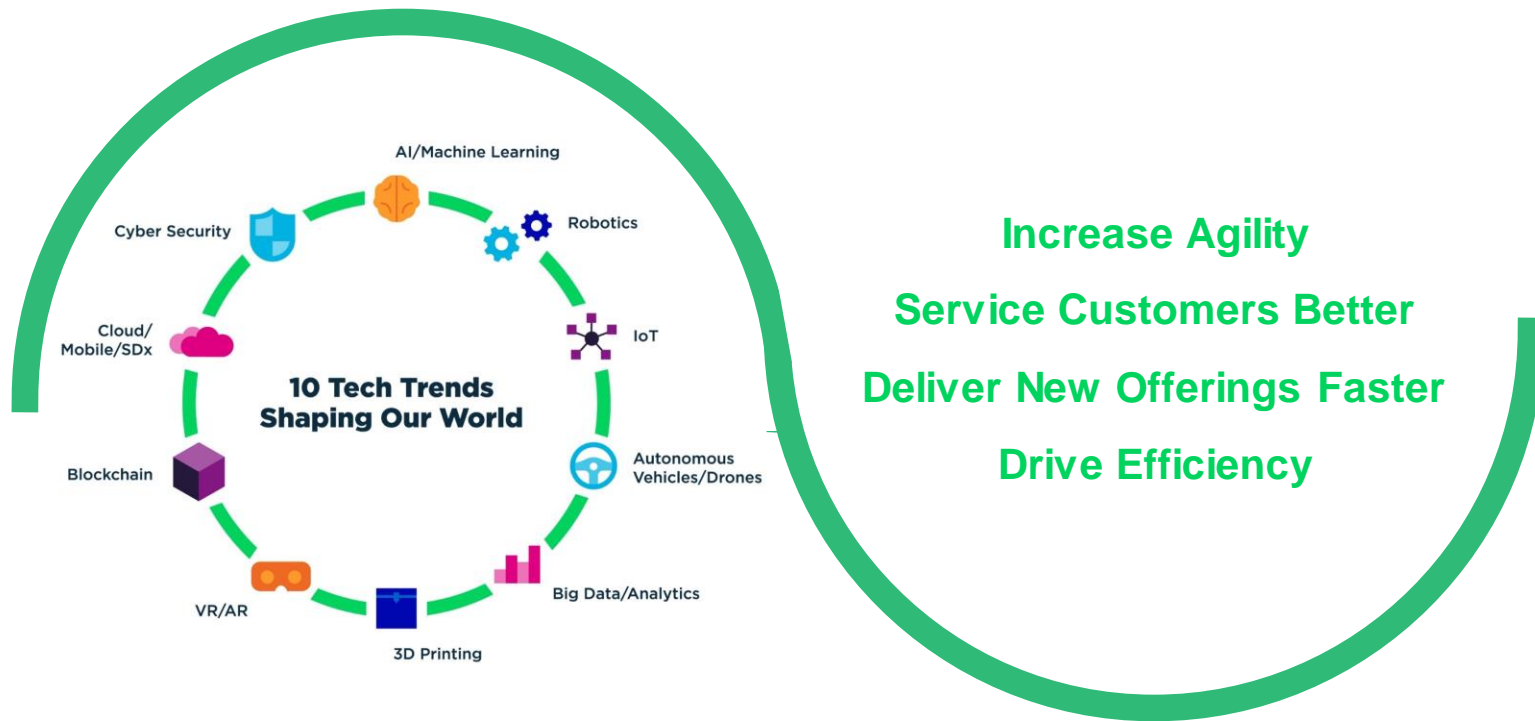 AI/Machine Learning
Robotics
IoT
Autonomous
Vehicles/Drones
Big Data/Analytics
3D Printing
VR/AR
Blockchain
Cloud/
Mobile/SDx
Cyber Security
10 Tech Trends
Shaping Our World
Increase Agility
Service Customers Better
Deliver New Offerings Faster
Drive Efficiency